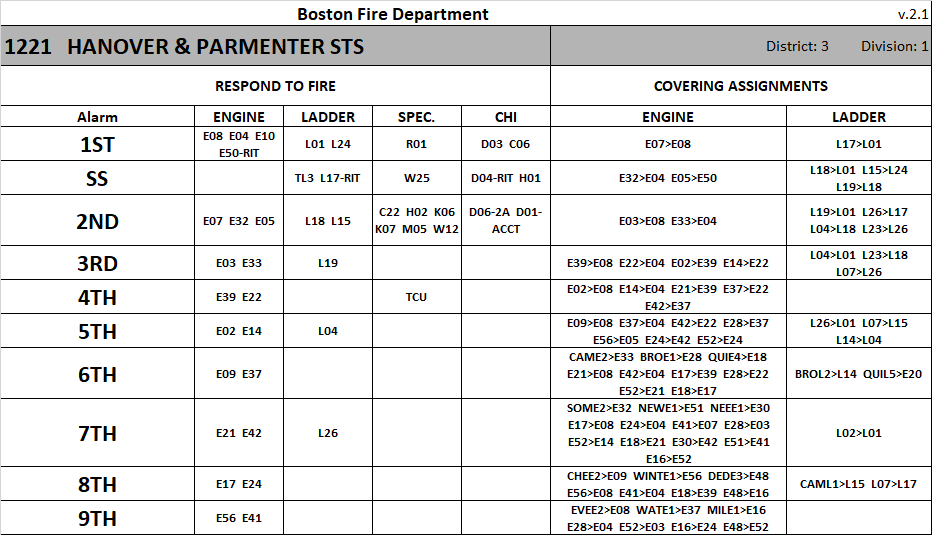 Boston Fire Department v.2.1
1221 HANOVER & PARMENTER STS District: 3 Division: 1
RESPOND TO FIRE COVERING ASSIGNMENTS
Alarm ENGINE LADDER SPEC. CHI ENGINE LADDER
1ST E08 E04 E10 E50-RIT L01 L24 R01 D03 C06 E07>E08 L17>L01
SS TL3 L17-RIT W25 D04-RIT H01 E32>E04 E05>E50 L18>L01 L15>L24 L19>L18
2ND E07 E32 E05 L18 L15 C22 H02 K06 K07 M05 W12 D06-2A D01-ACCT E03>E08 E33>E04 L19>L01 L26>L17 L04>L18 L23>L26
3RD E03 E33 L19 E39>E08 E22>E04 E02>E39 E14>E22 L04>L01 L23>L18 L07>L26
4TH E39 E22 TCU E02>E08 E14>E04 E21>E39 E37>E22 E42>E37
5TH E02 E14 L04 E09>E08 E37>E04 E42>E22 E28>E37 E56>E05 E24>E42 E52>E24 L26>L01 L07>L15 L14>L04
6TH E09 E37 CAME2>E33 BROE1>E28 QUIE4>E18 E21>E08 E42>E04 E17>E39 E28>E22 E52>E21 E18>E17 BROL2>L14 QUIL5>E20
7TH E21 E42 L26 SOME2>E32 NEWE1>E51 NEEE1>E30 E17>E08 E24>E04 E41>E07 E28>E03 E52>E14 E18>E21 E30>E42 E51>E41 E16>E52 L02>L01
8TH E17 E24 CHEE2>E09 WINTE1>E56 DEDE3>E48 E56>E08 E41>E04 E18>E39 E48>E16 CAML1>L15 L07>L17
9TH E56 E41 EVEE2>E08 WATE1>E37 MILE1>E16 E28>E04 E52>E03 E16>E24 E48>E52